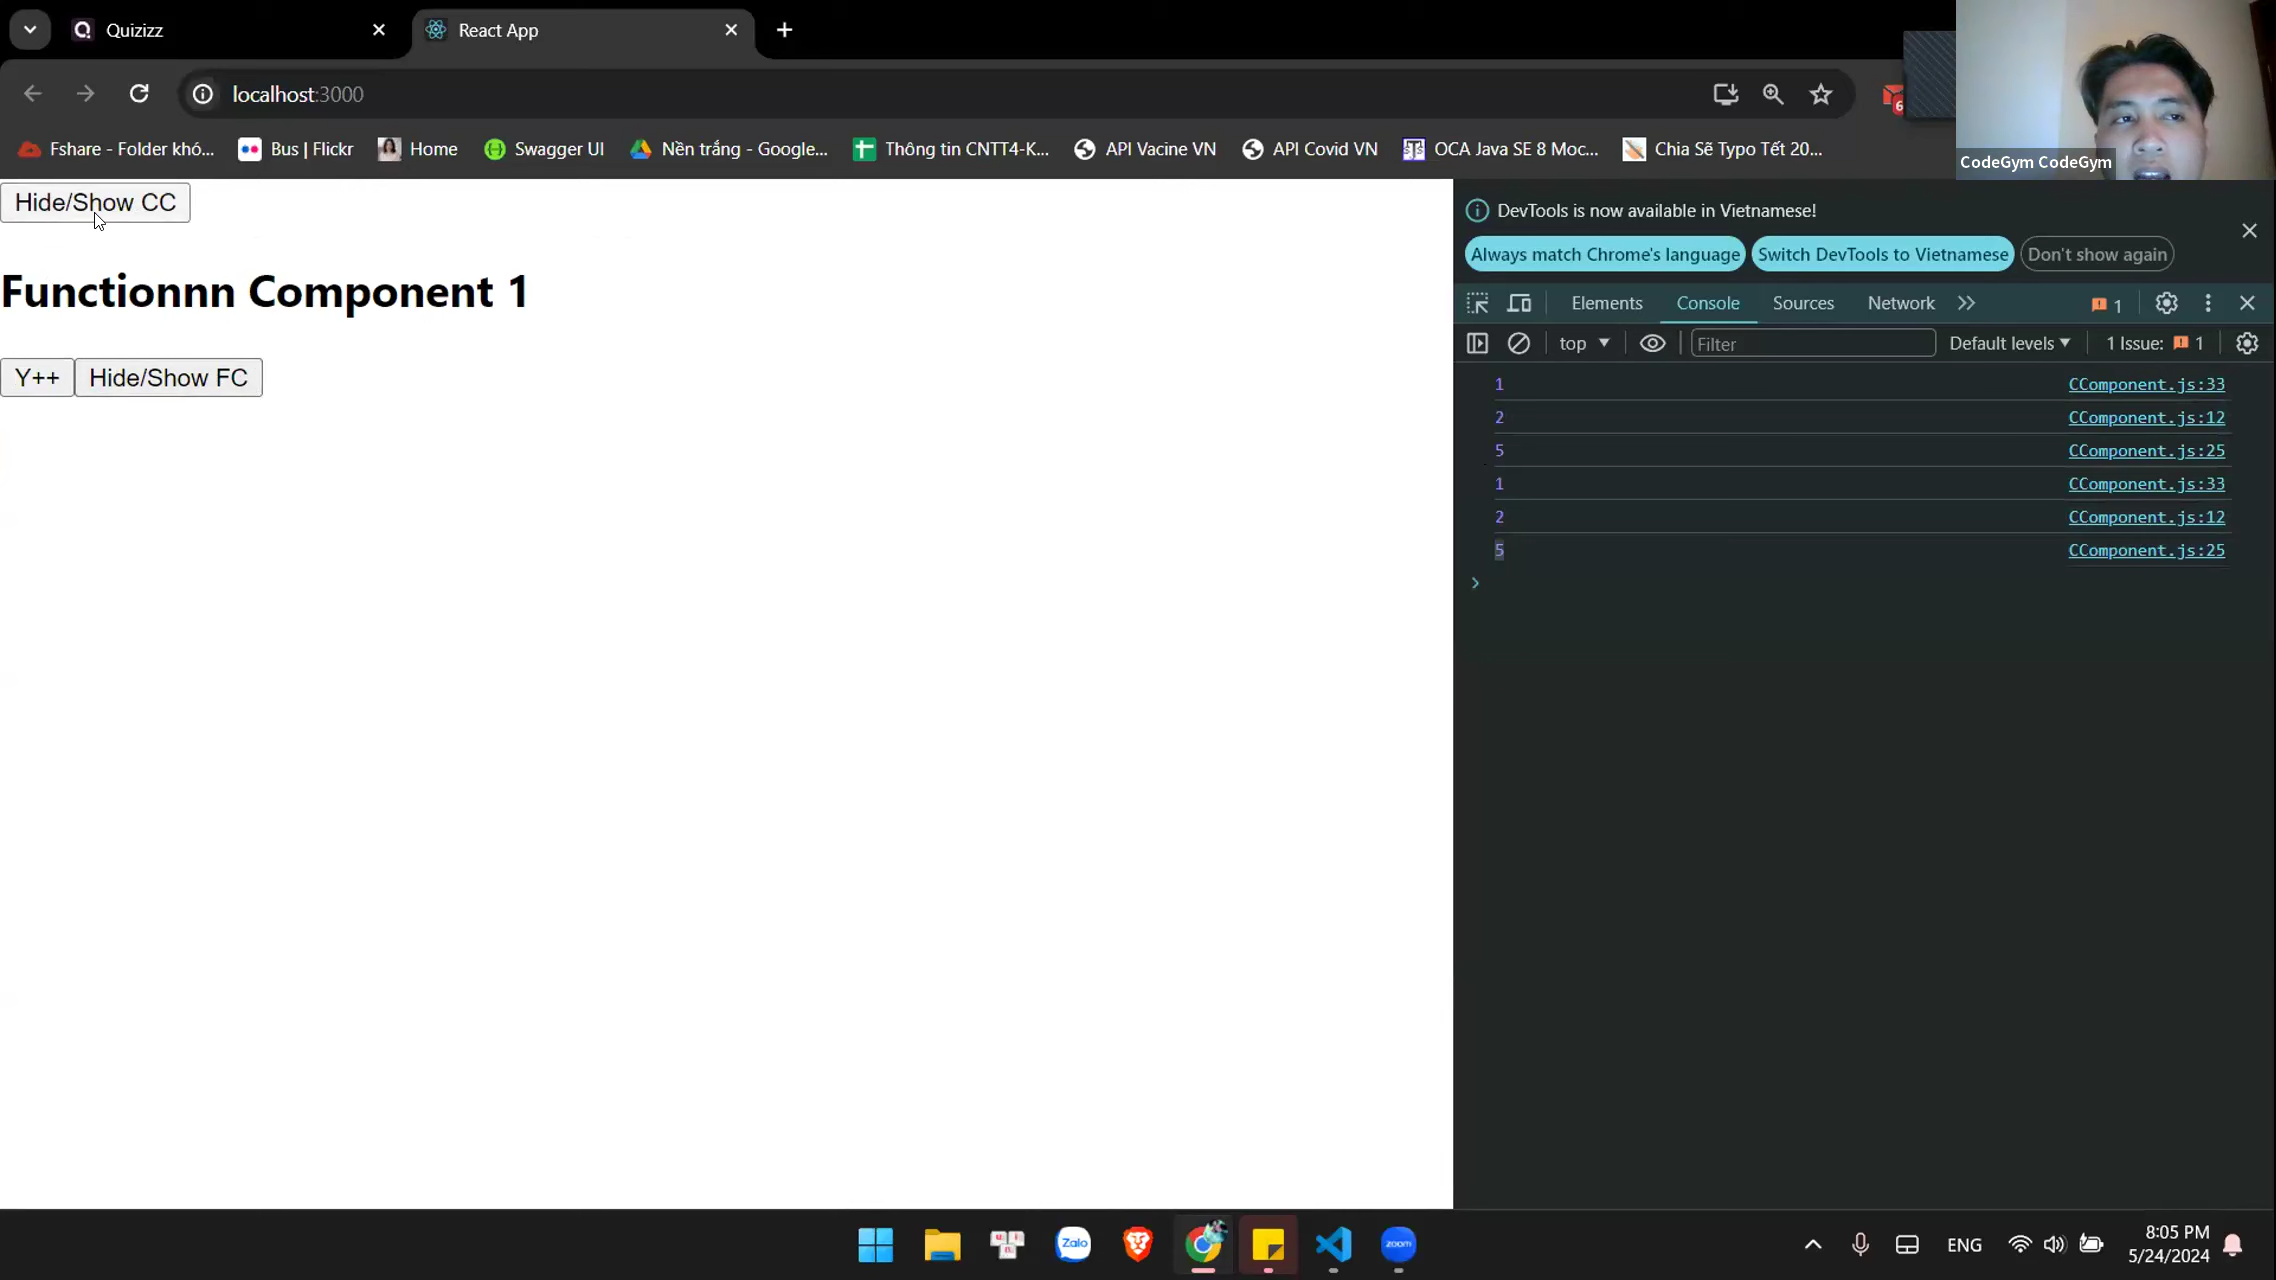 Quizizz
React App
localhost:3000
6
Fshare - Folder khó...
Bus | Flickr
Home
Swagger UI
Nền trắng - Google...
Thông tin CNTT4-K...
API Vacine VN
API Covid VN
OCA Java SE 8 Moc...
Chia Sẽ Typo Tết 20...
CodeGym CodeGym
Hide/Show CC
Functionnn Component 1
Y++
Hide/Show FC
DevTools is now available in Vietnamese!
Always match Chrome's language
Switch DevTools to Vietnamese
Don't show again
Elements
Console
Sources
Network
1
top
Filter
Default levels
1 Issue:
1
1 CComponent.js:33
2 CComponent.js:12
5 CComponent.js:25
1 CComponent.js:33
2 CComponent.js:12
5 CComponent.js:25
Zalo
zoom
ENG
8:05 PM
5/24/2024